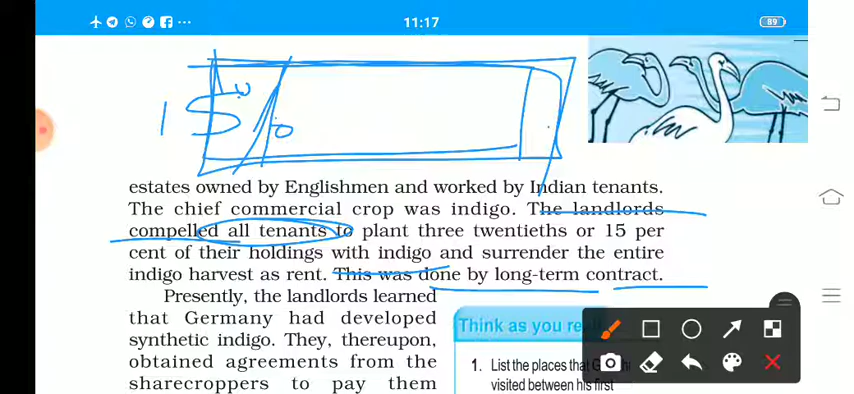 11:17
89
15%
estates owned by Englishmen and worked by Indian tenants.
The chief commercial crop was indigo. The landlords
compelled all tenants to plant three twentieths or 15 per
cent of their holdings with indigo and surrender the entire
indigo harvest as rent. This was done by long-term contract.
Presently, the landlords learned
that Germany had developed
synthetic indigo. They, thereupon,
obtained agreements from the
sharecroppers to pay them
Think as you re
1. List the places that G
visited between his first